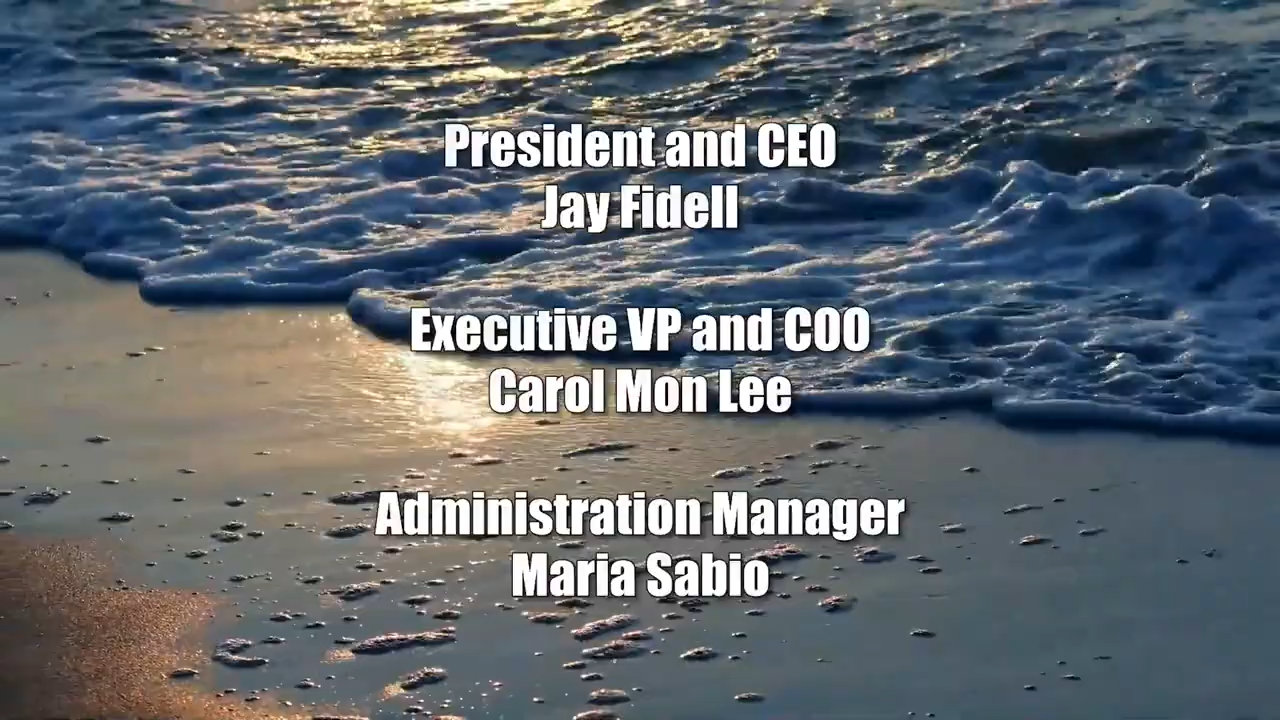 President and CEO
Jay Fidell
Executive VP and COO
Carol Mon Lee
Administration Manager
Maria Sabio